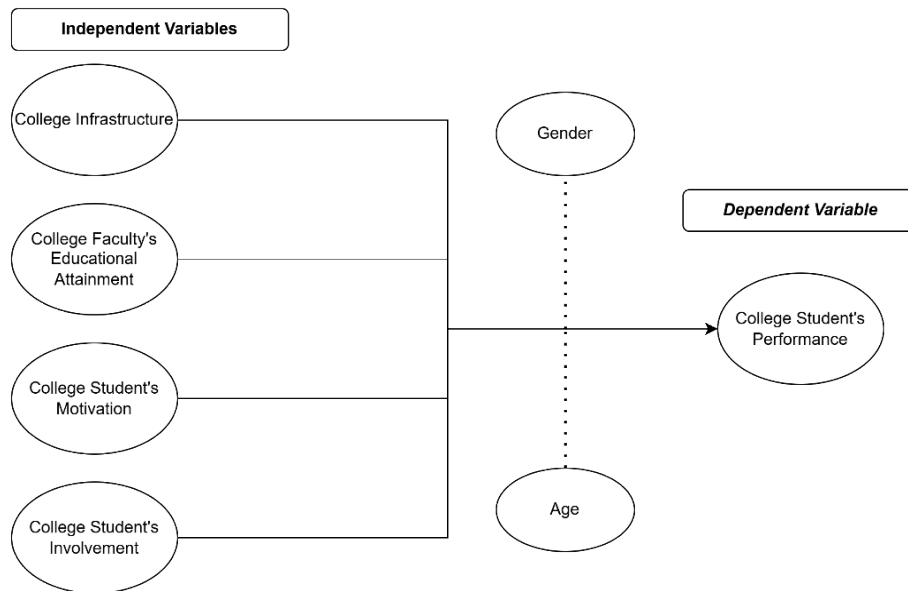 Independent Variables
College Infrastructure
College Faculty's
Educational
Attainment
College Student's
Motivation
College Student's
Involvement
Gender
Age
Dependent Variable
College Student's
Performance